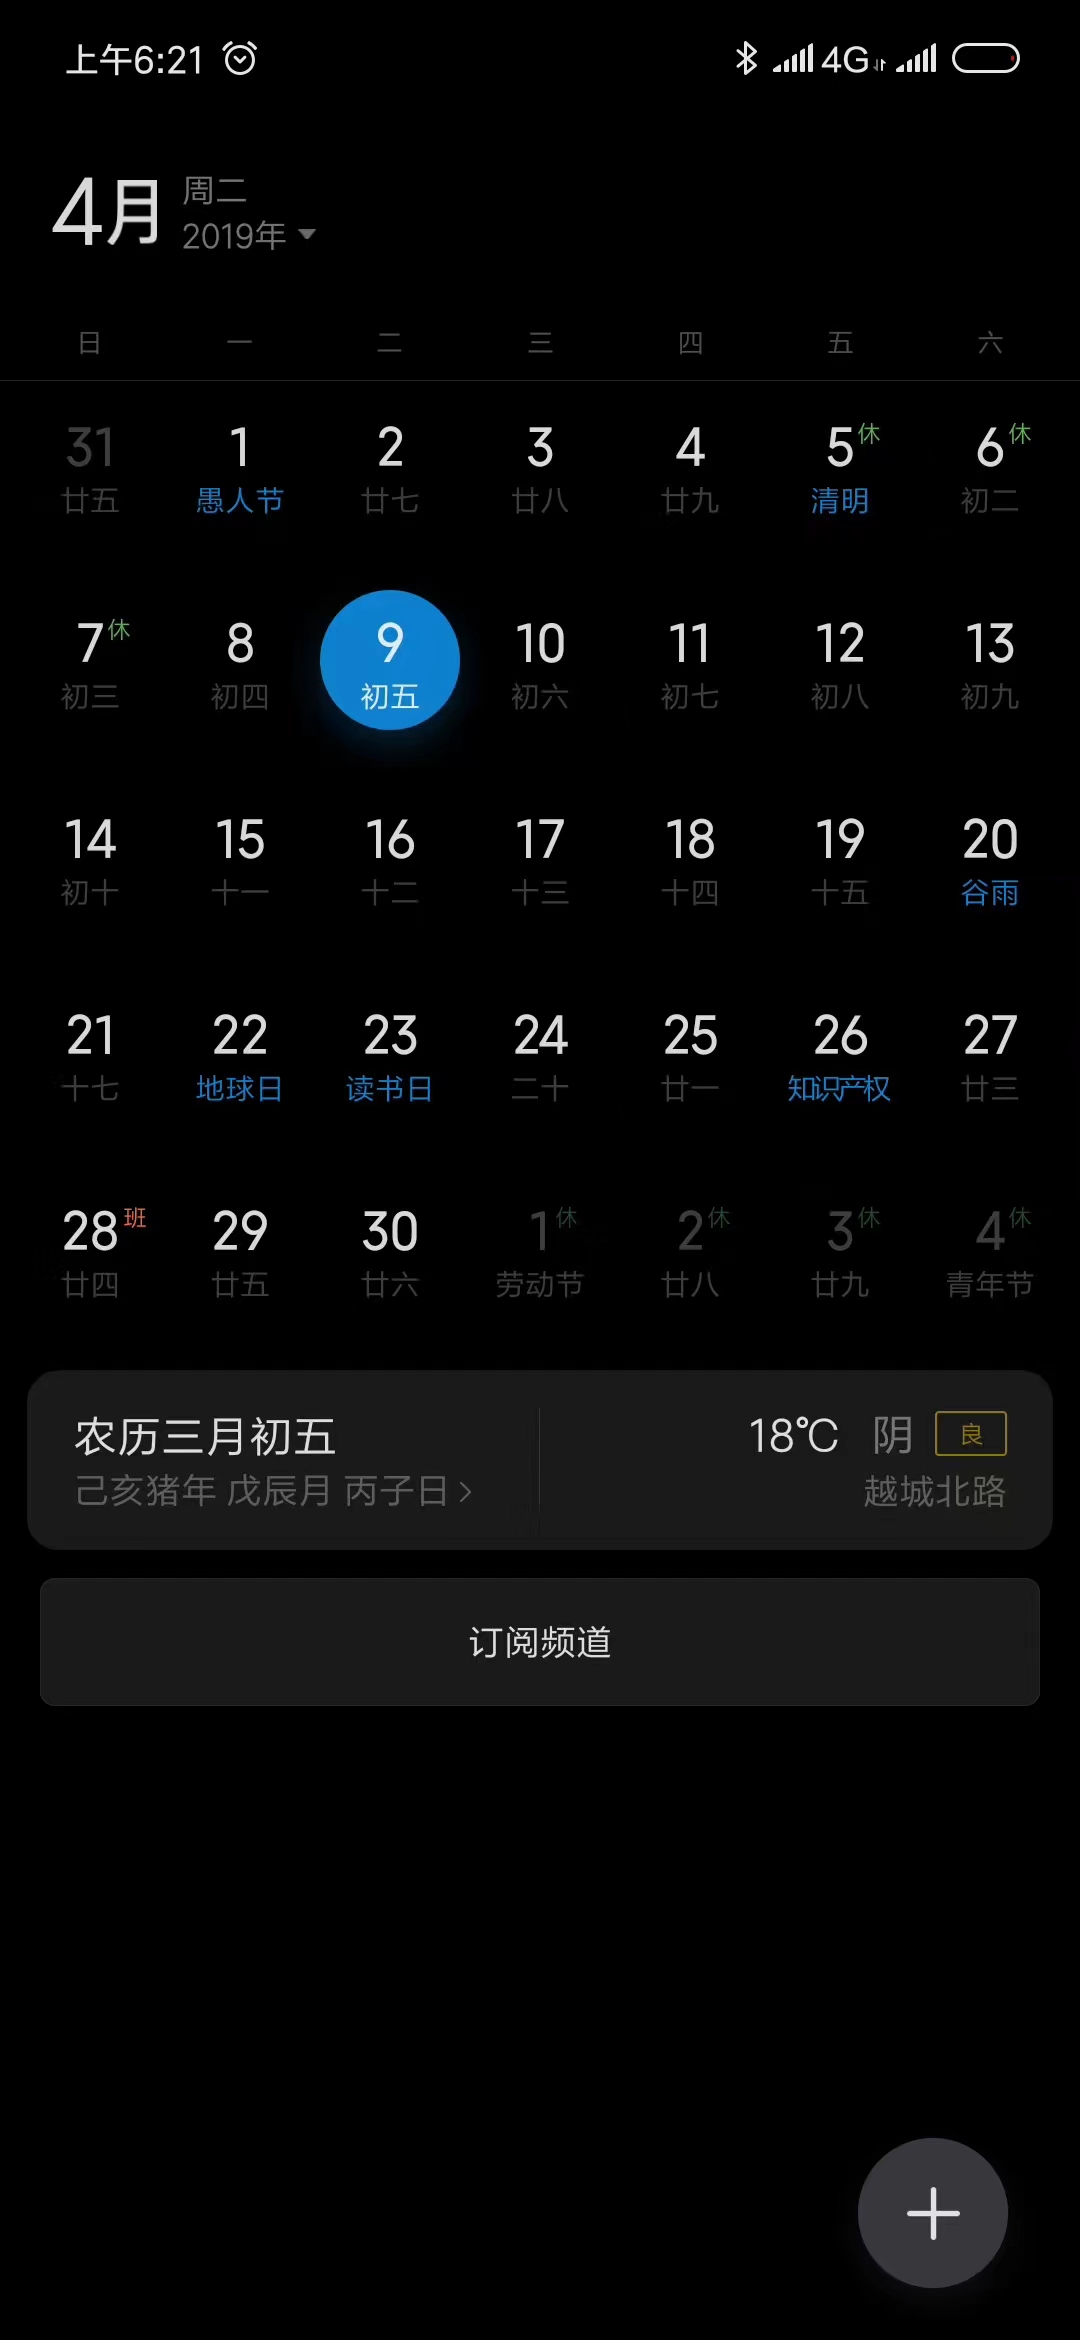 上午6:21 4G
4月 周二
2019年
日 一 二 三 四 五 六
31 1 2 3 4 5休 6休
廿五 愚人节 廿七 廿八 廿九 清明 初二
7休 8 9 10 11 12 13
初三 初四 初五 初六 初七 初八 初九
14 15 16 17 18 19 20
初十 十一 十二 十三 十四 十五 谷雨
21 22 23 24 25 26 27
十七 地球日 读书日 二十 廿一 知识产权 廿三
28班 29 30 1休 2休 3休 4休
廿四 廿五 廿六 劳动节 廿八 廿九 青年节
农历三月初五 18℃ 阴 良
己亥猪年 戊辰月 丙子日 越城北路
订阅频道